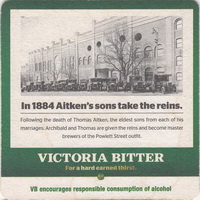 In 1884 Aitken's sons take the reins.
Following the death of Thomas Aitken, the eldest sons from each of his
marriages, Archibald and Thomas are given the reins and become master
brewers of the Powlett Street outfit.
VICTORIA BITTER
For a hard earned thirst.
VB encourages responsible consumption of alcohol